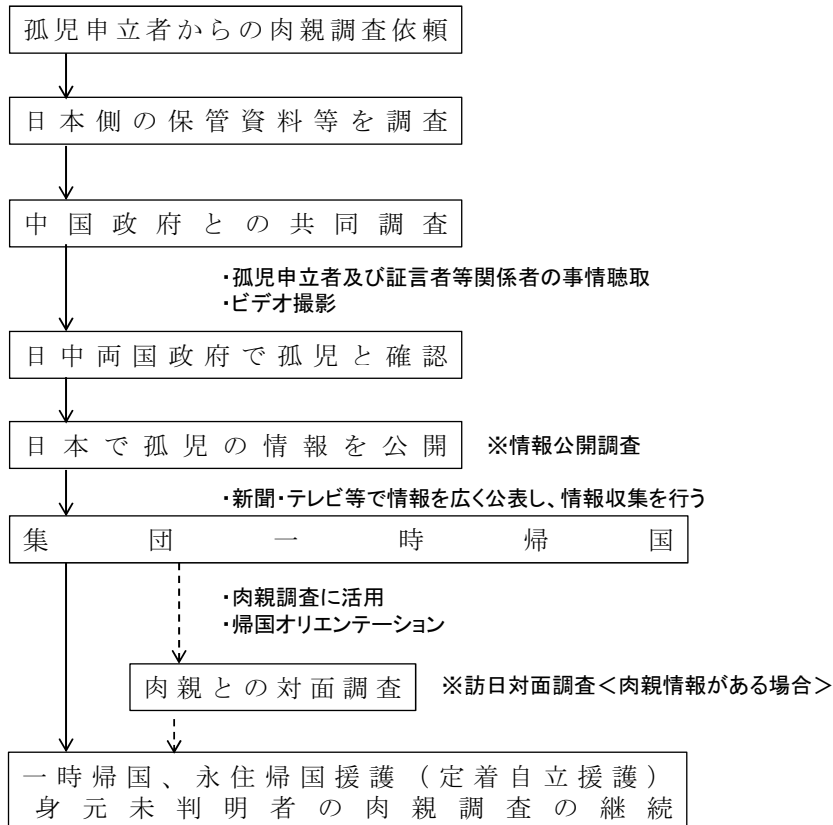 孤児申立者からの肉親調査依頼
日本側の保管資料等を調査
中国政府との共同調査
・孤児申立者及び証言者等関係者の事情聴取
・ビデオ撮影
日中両国政府で孤児と確認
日本で孤児の情報を公開 ※情報公開調査
・新聞・テレビ等で情報を広く公表し、情報収集を行う
集団一時帰国
・肉親調査に活用
・帰国オリエンテーション
肉親との対面調査 ※訪日対面調査＜肉親情報がある場合＞
一時帰国、永住帰国援護（定着自立援護）
身元未判明者の肉親調査の継続